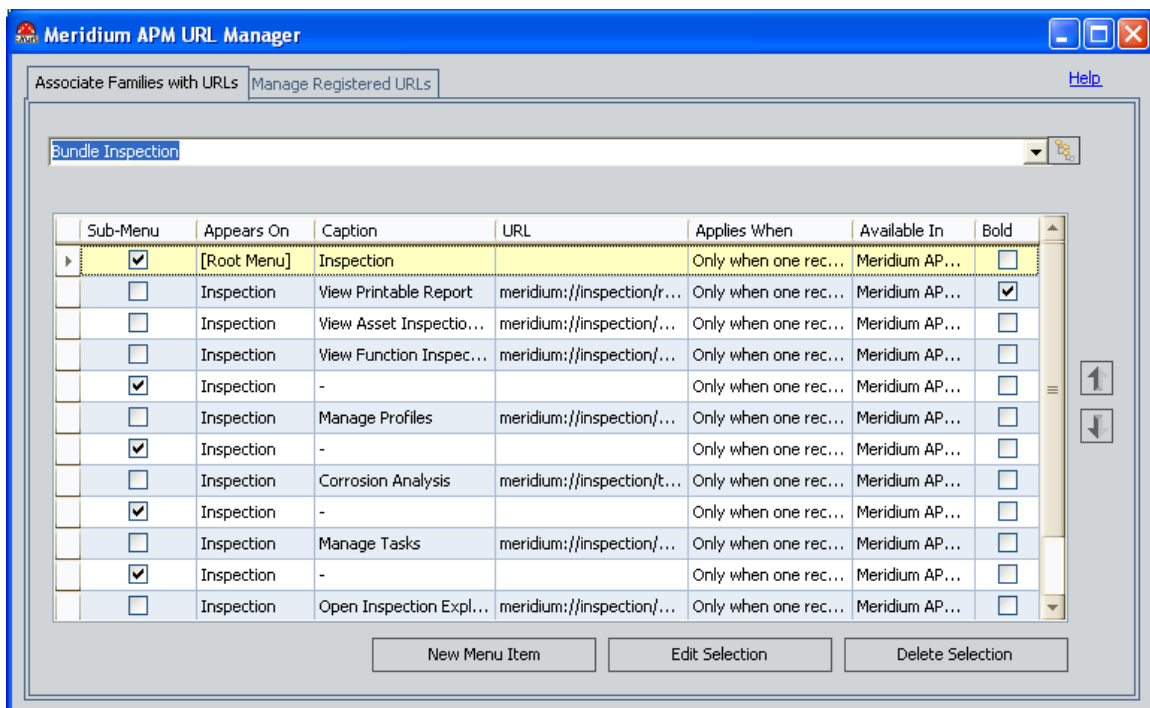 Meridium APM URL Manager
Associate Families with URLs Manage Registered URLs Help
Bundle Inspection
Sub-Menu Appears On Caption URL Applies When Available In Bold
[Root Menu] Inspection Only when one rec... Meridium AP...
Inspection View Printable Report meridium://inspection/r... Only when one rec... Meridium AP...
Inspection View Asset Inspectio... meridium://inspection/... Only when one rec... Meridium AP...
Inspection View Function Inspec... meridium://inspection/... Only when one rec... Meridium AP...
Inspection - Only when one rec... Meridium AP...
Inspection Manage Profiles meridium://inspection/... Only when one rec... Meridium AP...
Inspection - Only when one rec... Meridium AP...
Inspection Corrosion Analysis meridium://inspection/t... Only when one rec... Meridium AP...
Inspection - Only when one rec... Meridium AP...
Inspection Manage Tasks meridium://inspection/... Only when one rec... Meridium AP...
Inspection - Only when one rec... Meridium AP...
Inspection Open Inspection Expl... meridium://inspection/... Only when one rec... Meridium AP...
New Menu Item Edit Selection Delete Selection